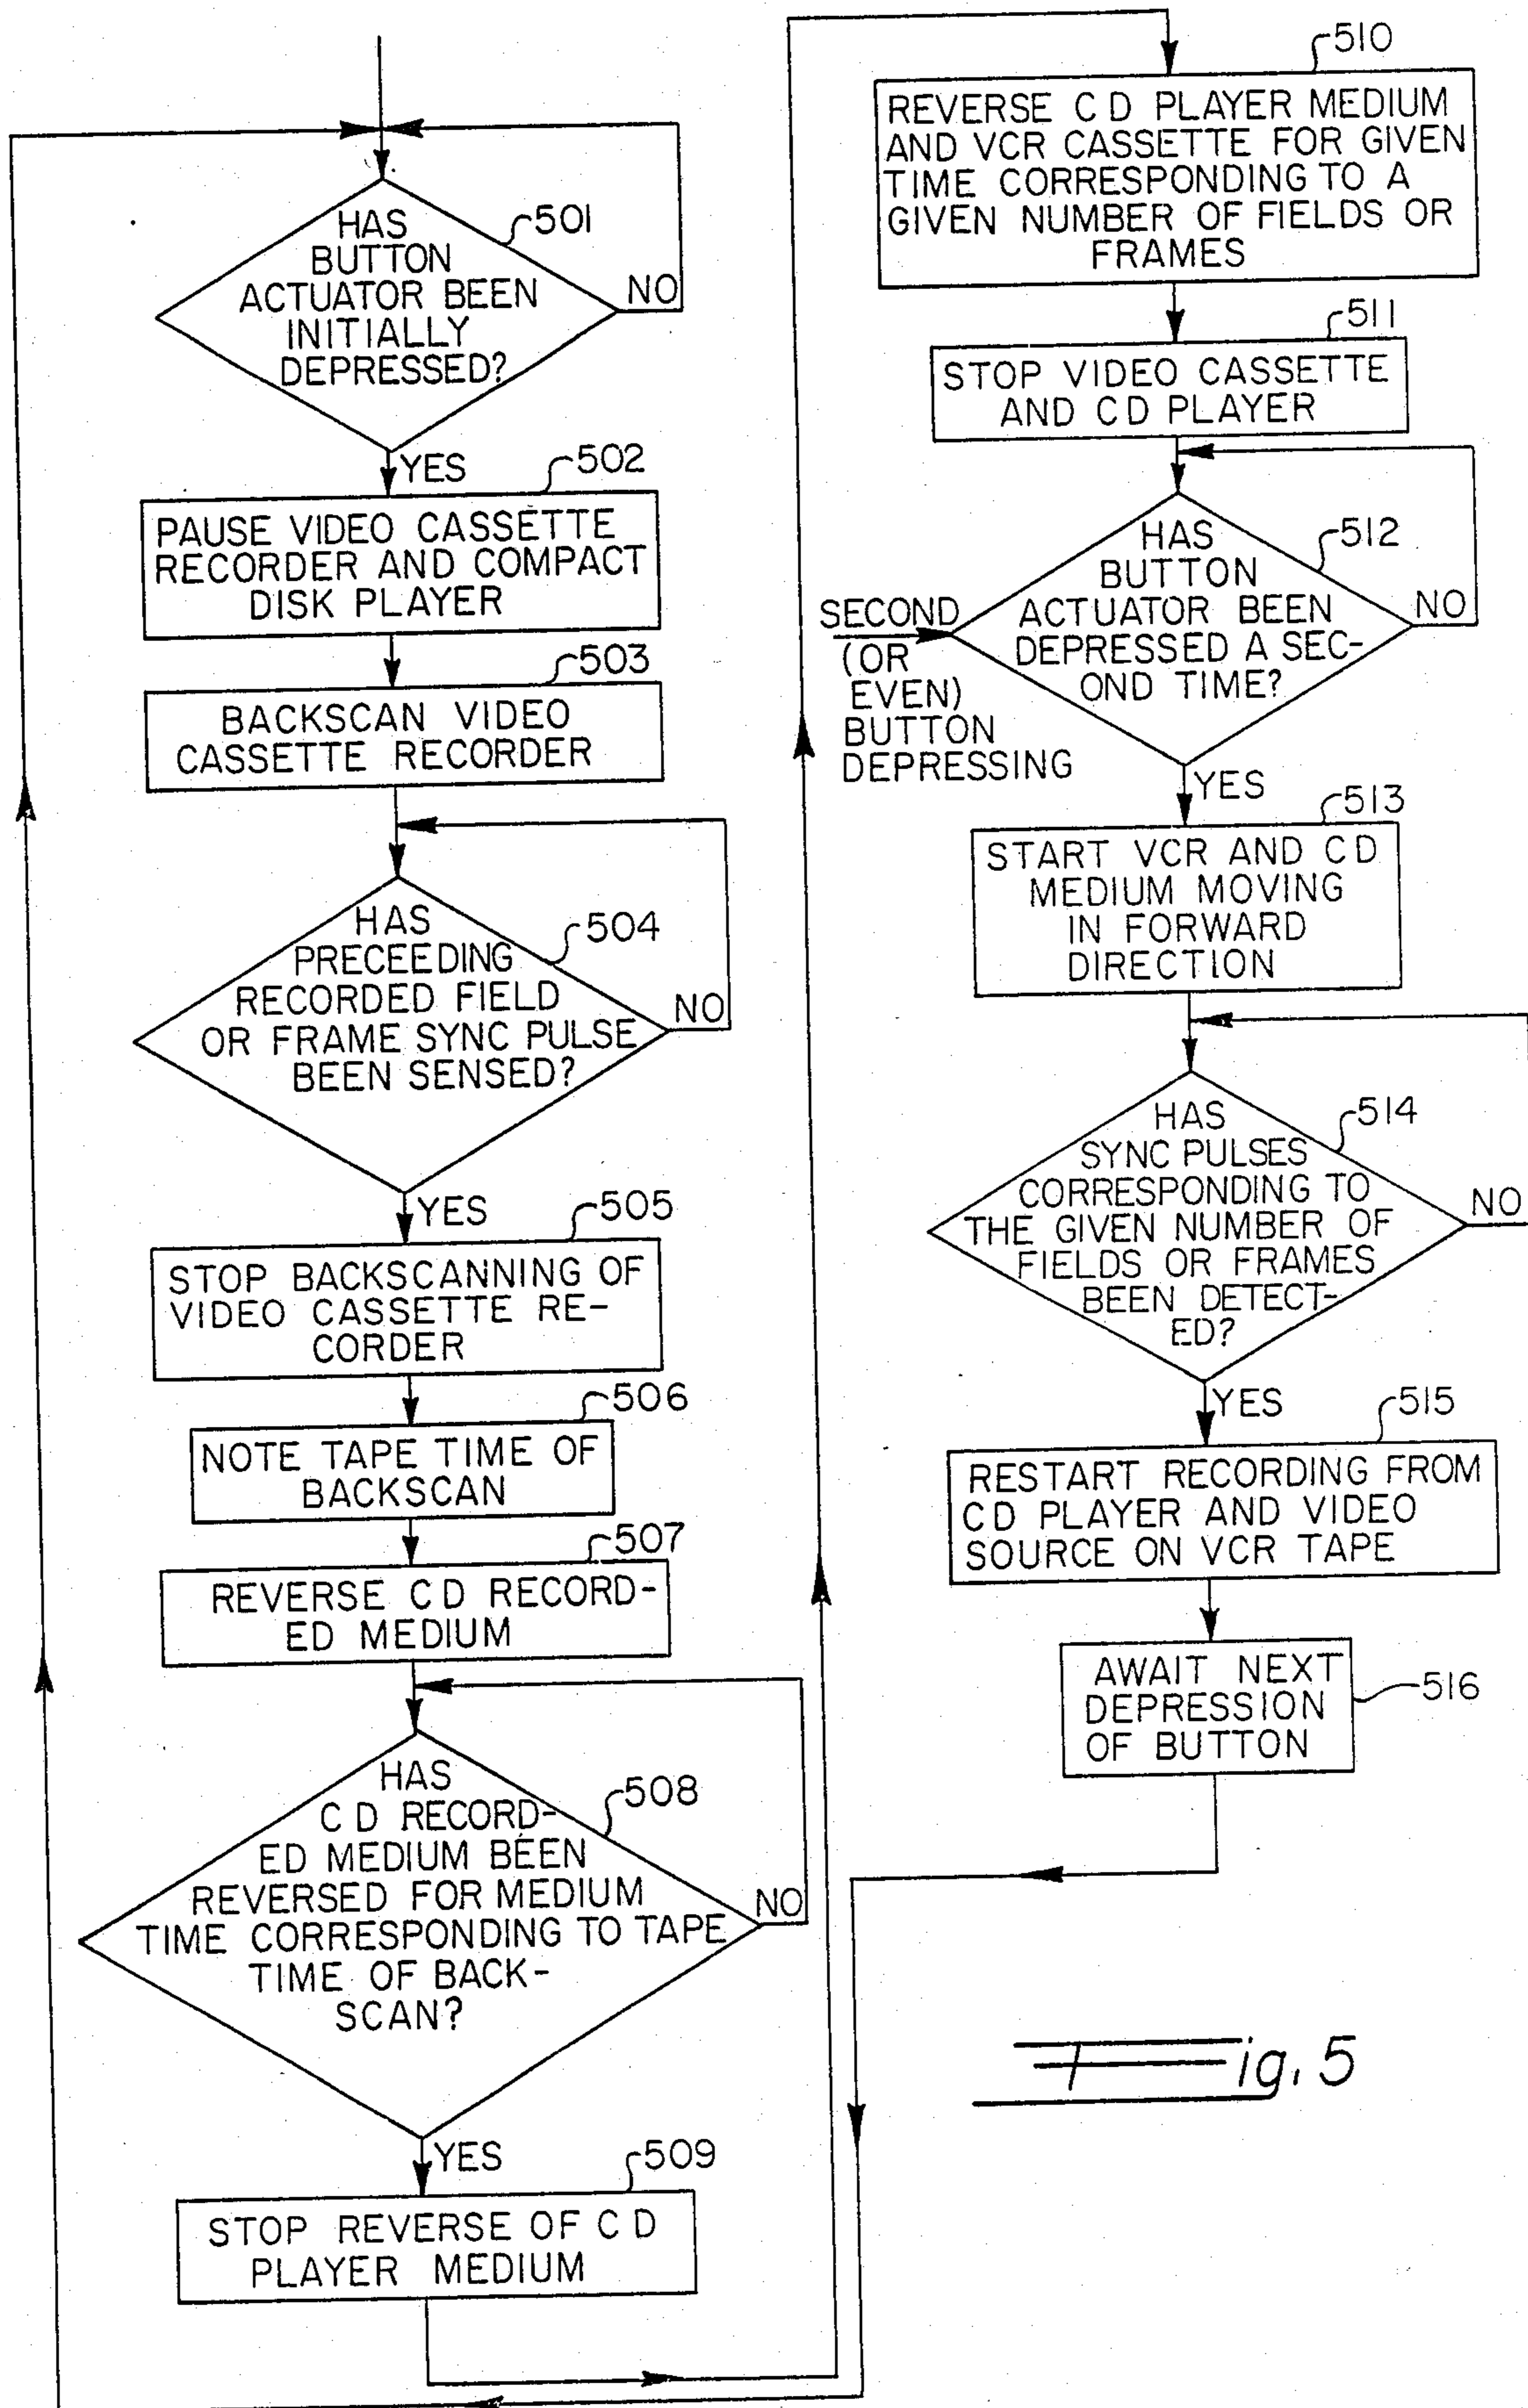 HAS
BUTTON
ACTUATOR BEEN
INITIALLY
DEPRESSED?
501
NO
YES
502
PAUSE VIDEO CASSETTE
RECORDER AND COMPACT
DISK PLAYER
503
BACKSCAN VIDEO
CASSETTE RECORDER
HAS
PRECEEDING
RECORDED FIELD
OR FRAME SYNC PULSE
BEEN SENSED?
504
NO
YES
505
STOP BACKSCANNING OF
VIDEO CASSETTE RE-
CORDER
506
NOTE TAPE TIME OF
BACKSCAN
507
REVERSE CD RECORD-
ED MEDIUM
HAS
CD RECORD-
ED MEDIUM BEEN
REVERSED FOR MEDIUM
TIME CORRESPONDING TO TAPE
TIME OF BACK-
SCAN?
508
NO
YES
509
STOP REVERSE OF CD
PLAYER MEDIUM
510
REVERSE CD PLAYER MEDIUM
AND VCR CASSETTE FOR GIVEN
TIME CORRESPONDING TO A
GIVEN NUMBER OF FIELDS OR
FRAMES
511
STOP VIDEO CASSETTE
AND CD PLAYER
HAS
BUTTON
ACTUATOR BEEN
DEPRESSED A SEC-
OND TIME?
512
NO
SECOND
(OR
EVEN)
BUTTON
DEPRESSING
YES
513
START VCR AND CD
MEDIUM MOVING
IN FORWARD
DIRECTION
HAS
SYNC PULSES
CORRESPONDING TO
THE GIVEN NUMBER OF
FIELDS OR FRAMES
BEEN DETECT-
ED?
514
NO
YES
515
RESTART RECORDING FROM
CD PLAYER AND VIDEO
SOURCE ON VCR TAPE
AWAIT NEXT
DEPRESSION
OF BUTTON
516
Fig. 5